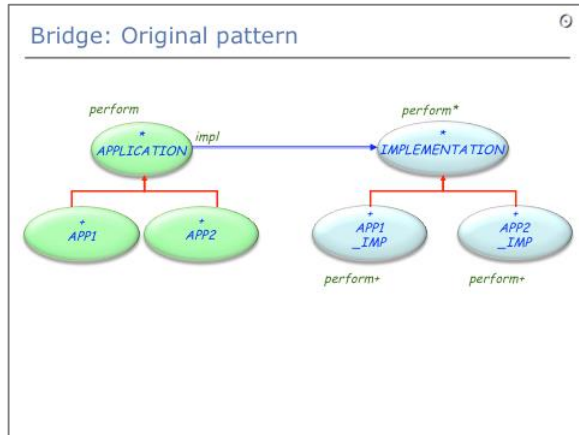 Bridge: Original pattern
perform
perform*
*
APPLICATION
impl
*
IMPLEMENTATION
+
APP1
+
APP2
+
APP1
_IMP
+
APP2
_IMP
perform+
perform+